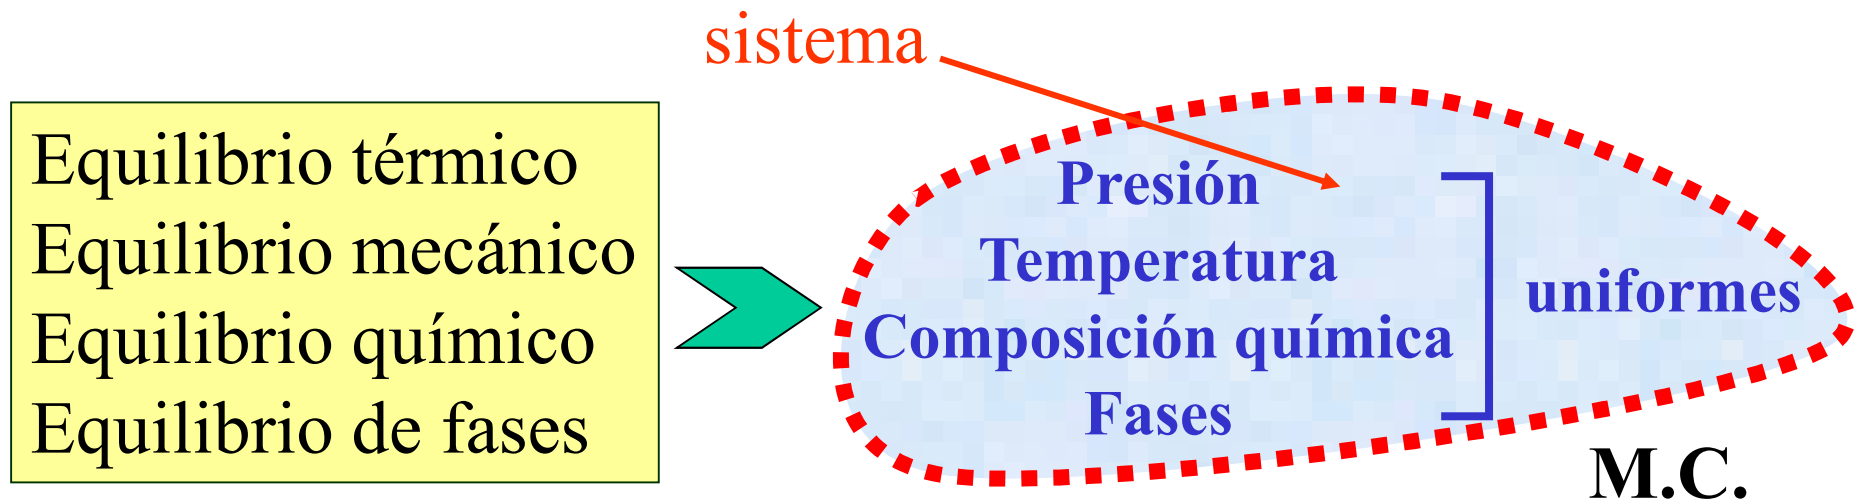 sistema
Equilibrio térmico
Equilibrio mecánico
Equilibrio químico
Equilibrio de fases
Presión
Temperatura
Composición química
Fases
uniformes
M.C.